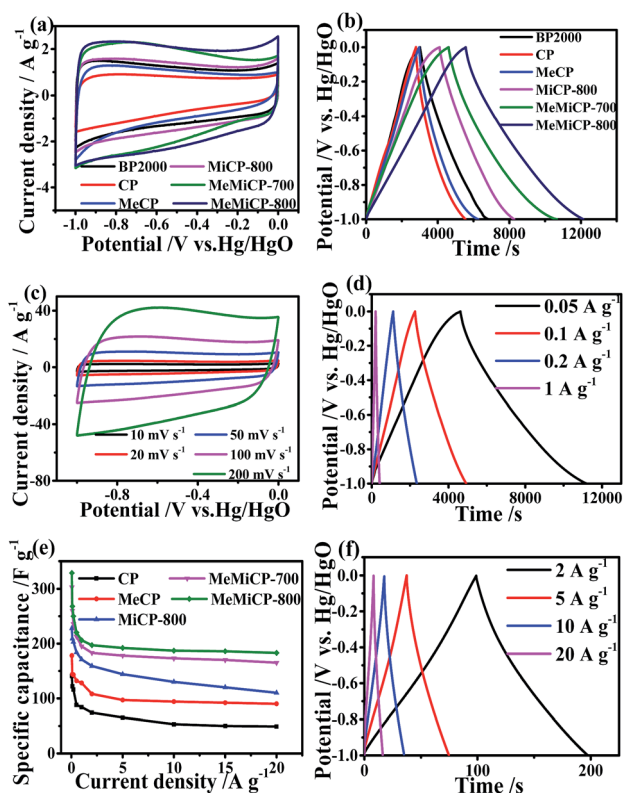 (a)
Current density / A g-1
2
0
-2
-4
BP2000
CP
MeCP
MiCP-800
MeMiCP-700
MeMiCP-800
-1.0 -0.8 -0.6 -0.4 -0.2 0.0
Potential /V vs.Hg/HgO
(b)
Potential /V vs. Hg/HgO
0.0
-0.2
-0.4
-0.6
-0.8
-1.0
BP2000
CP
MeCP
MiCP-800
MeMiCP-700
MeMiCP-800
0 4000 8000 12000
Time /s
(c)
Current density / A g-1
40
0
-40
-80
10 mV s-1
20 mV s-1
50 mV s-1
100 mV s-1
200 mV s-1
-0.8 -0.4 0.0
Potential /V vs.Hg/HgO
(d)
Potential /V vs. Hg/HgO
0.0
-0.2
-0.4
-0.6
-0.8
-1.0
0.05 A g-1
0.1 A g-1
0.2 A g-1
1 A g-1
0 4000 8000 12000
Time /s
(e)
Specific capacitance /F g-1
400
300
200
100
0
CP
MeCP
MiCP-800
MeMiCP-700
MeMiCP-800
0 5 10 15 20
Current density /A g-1
(f)
Potential /V vs. Hg/HgO
0.0
-0.2
-0.4
-0.6
-0.8
-1.0
2 A g-1
5 A g-1
10 A g-1
20 A g-1
0 100 200
Time /s